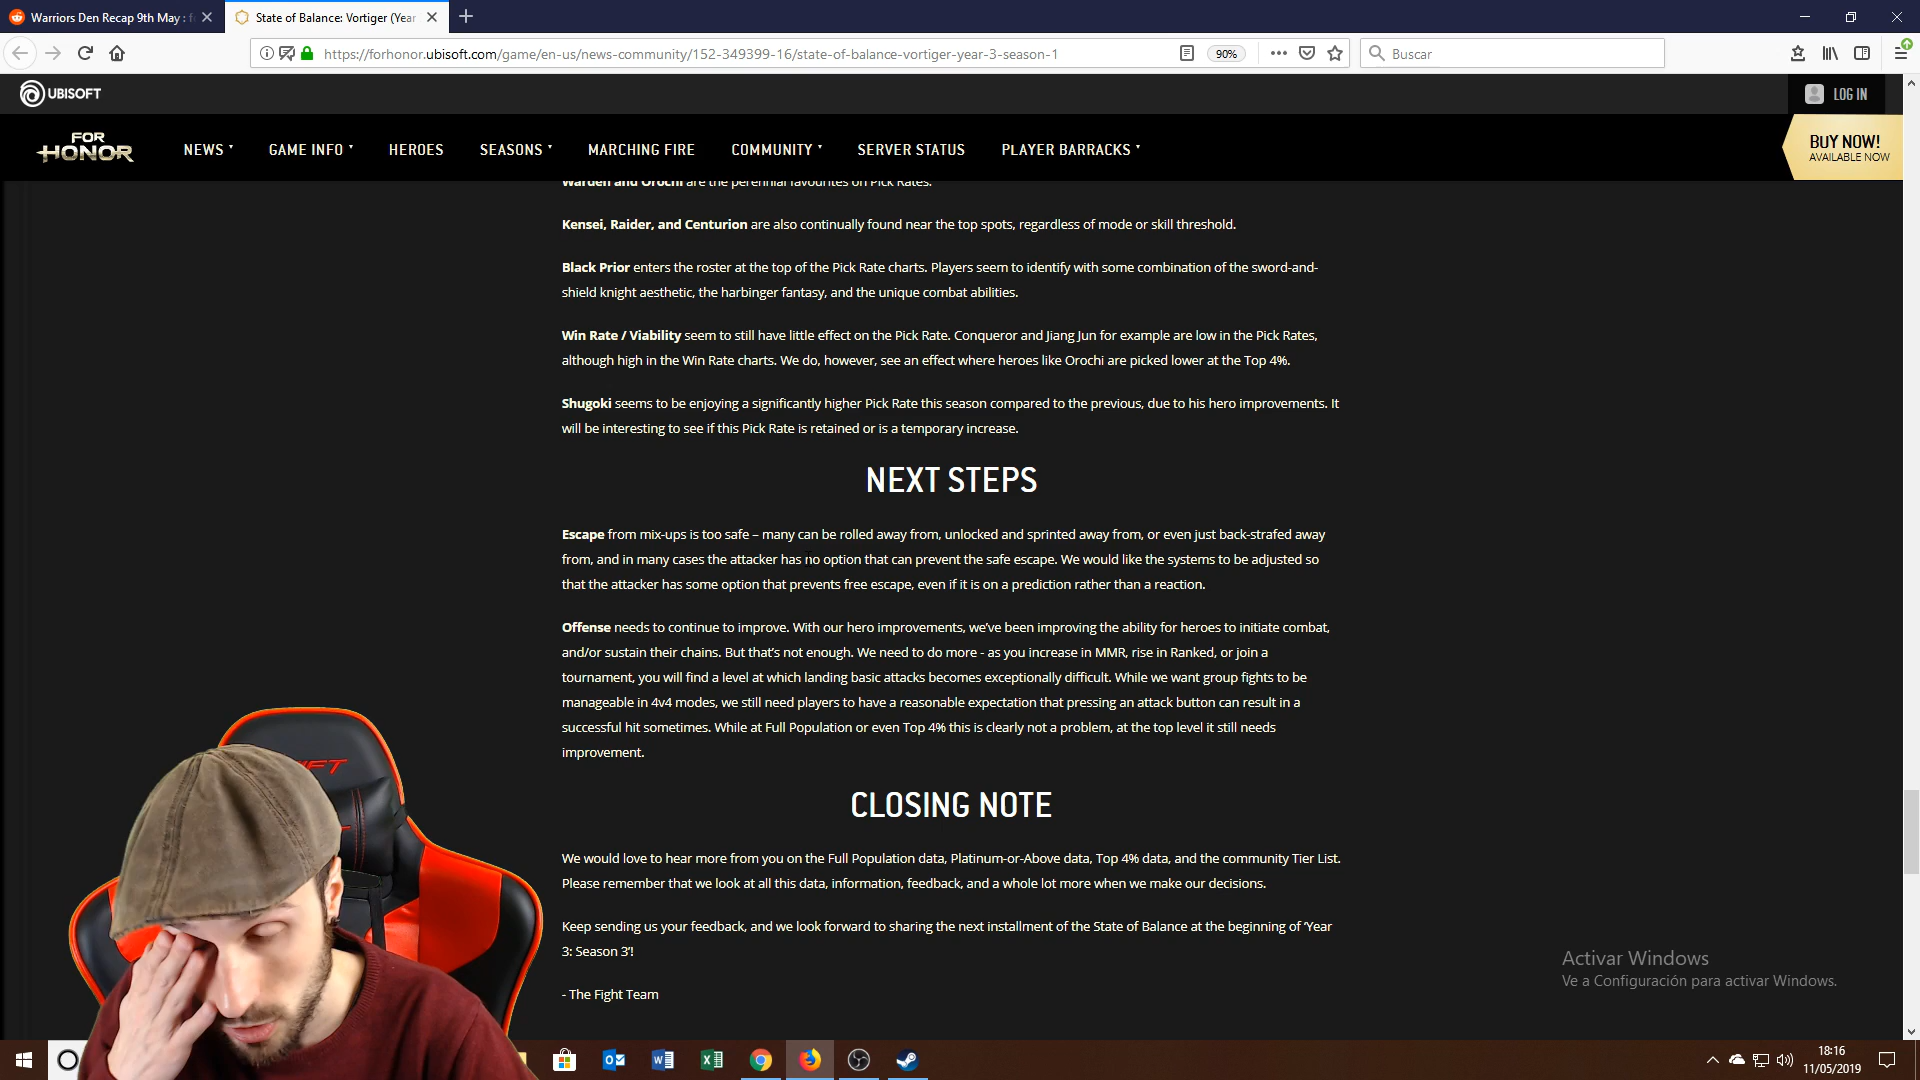 Warriors Den Recap 9th May : f
State of Balance: Vortiger (Year
https://forhonor.ubisoft.com/game/en-us/news-community/152-349399-16/state-of-balance-vortiger-year-3-season-1
90%
Buscar
UBISOFT
LOG IN
FOR HONOR
NEWS
GAME INFO
HEROES
SEASONS
MARCHING FIRE
COMMUNITY
SERVER STATUS
PLAYER BARRACKS
BUY NOW!
AVAILABLE NOW
Warden and Orochi are the perennial favourites on Pick Rates.
Kensei, Raider, and Centurion are also continually found near the top spots, regardless of mode or skill threshold.
Black Prior enters the roster at the top of the Pick Rate charts. Players seem to identify with some combination of the sword-and-
shield knight aesthetic, the harbinger fantasy, and the unique combat abilities.
Win Rate / Viability seem to still have little effect on the Pick Rate. Conqueror and Jiang Jun for example are low in the Pick Rates,
although high in the Win Rate charts. We do, however, see an effect where heroes like Orochi are picked lower at the Top 4%.
Shugoki seems to be enjoying a significantly higher Pick Rate this season compared to the previous, due to his hero improvements. It
will be interesting to see if this Pick Rate is retained or is a temporary increase.
NEXT STEPS
Escape from mix-ups is too safe – many can be rolled away from, unlocked and sprinted away from, or even just back-strafed away
from, and in many cases the attacker has no option that can prevent the safe escape. We would like the systems to be adjusted so
that the attacker has some option that prevents free escape, even if it is on a prediction rather than a reaction.
Offense needs to continue to improve. With our hero improvements, we've been improving the ability for heroes to initiate combat,
and/or sustain their chains. But that's not enough. We need to do more - as you increase in MMR, rise in Ranked, or join a
tournament, you will find a level at which landing basic attacks becomes exceptionally difficult. While we want group fights to be
manageable in 4v4 modes, we still need players to have a reasonable expectation that pressing an attack button can result in a
successful hit sometimes. While at Full Population or even Top 4% this is clearly not a problem, at the top level it still needs
improvement.
CLOSING NOTE
We would love to hear more from you on the Full Population data, Platinum-or-Above data, Top 4% data, and the community Tier List.
Please remember that we look at all this data, information, feedback, and a whole lot more when we make our decisions.
Keep sending us your feedback, and we look forward to sharing the next installment of the State of Balance at the beginning of 'Year
3: Season 3'!
- The Fight Team
Activar Windows
Ve a Configuración para activar Windows.
18:16
11/05/2019